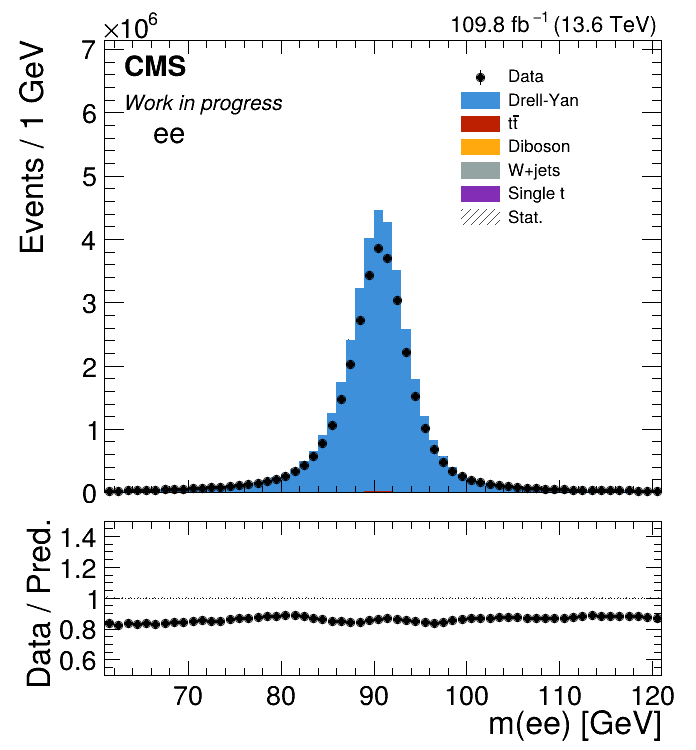 ×10⁶
109.8 fb⁻¹ (13.6 TeV)
Events / 1 GeV
7
6
5
4
3
2
1
0
CMS
Work in progress
ee
Data
Drell-Yan
tt̅
Diboson
W+jets
Single t
Stat.
Data / Pred.
1.4
1.2
1
0.8
0.6
70 80 90 100 110 120
m(ee) [GeV]